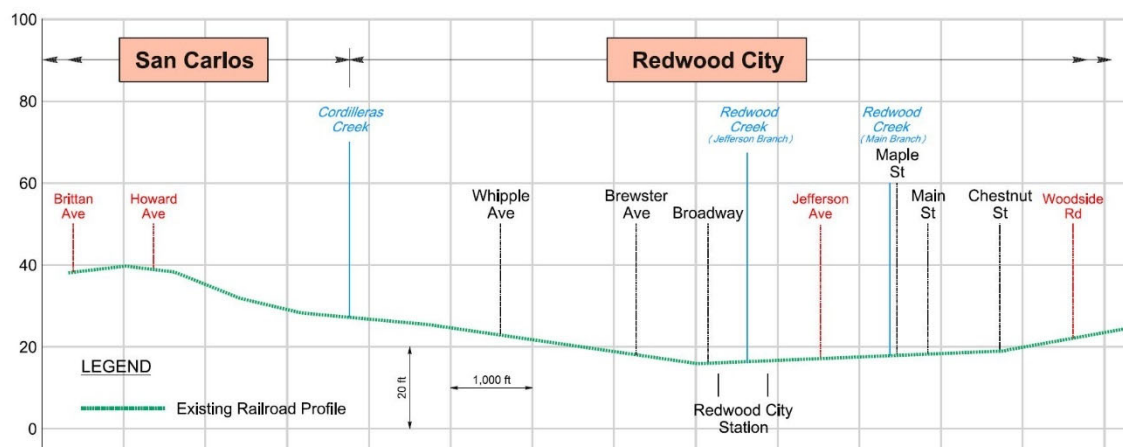 100
80
60
40
20
0
San Carlos
Redwood City
Cordilleras
Creek
Redwood
Creek
( Jefferson Branch )
Redwood
Creek
( Main Branch )
Maple
St
Brittan
Ave
Howard
Ave
Whipple
Ave
Brewster
Ave
Broadway
Jefferson
Ave
Main
St
Chestnut
St
Woodside
Rd
LEGEND
Existing Railroad Profile
20 ft
1,000 ft
Redwood City
Station